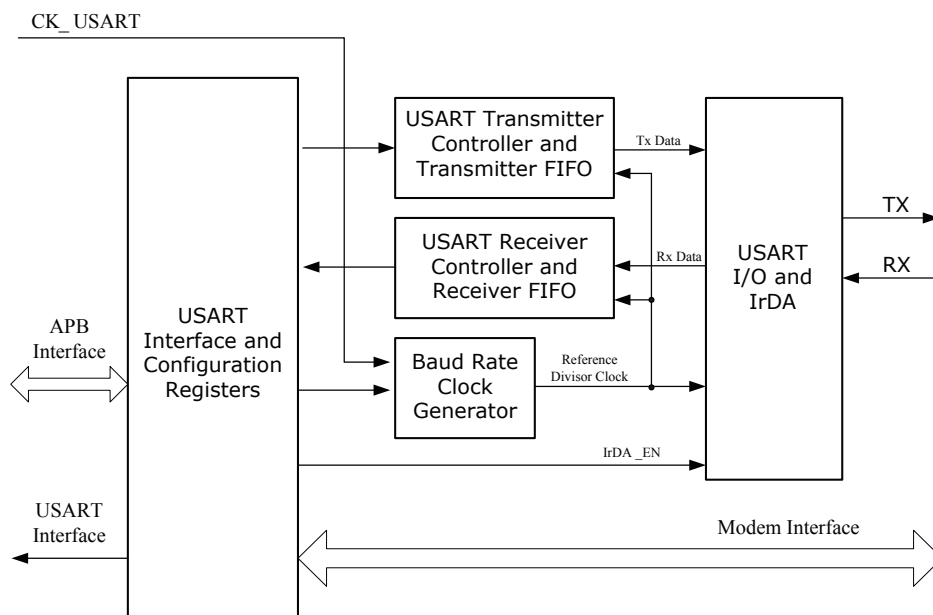 CK_ USART
USART Transmitter
Controller and
Transmitter FIFO
Tx Data
USART Receiver
Controller and
Receiver FIFO
Rx Data
TX
RX
USART
I/O and
IrDA
USART
Interface and
Configuration
Registers
APB
Interface
Baud Rate
Clock
Generator
Reference
Divisor Clock
IrDA _EN
USART
Interface
Modem Interface